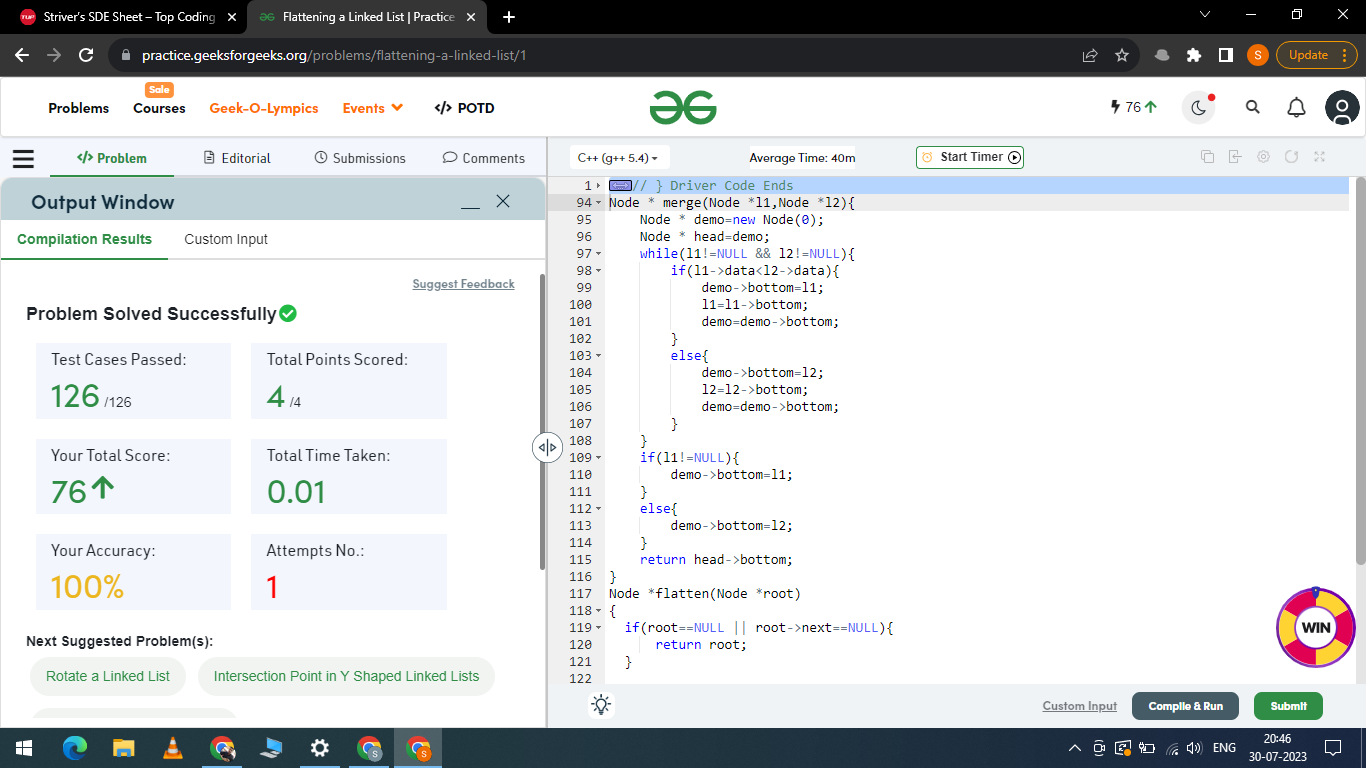 Striver's SDE Sheet – Top Coding
Flattening a Linked List | Practice
practice.geeksforgeeks.org/problems/flattening-a-linked-list/1
S
Update
Sale
Problems
Courses
Geek-O-Lympics
Events
</> POTD
76
</> Problem
Editorial
Submissions
Comments
C++ (g++ 5.4)
Average Time: 40m
Start Timer
Output Window
Compilation Results
Custom Input
Suggest Feedback
Problem Solved Successfully
Test Cases Passed:
126 /126
Total Points Scored:
4 /4
Your Total Score:
76
Total Time Taken:
0.01
Your Accuracy:
100%
Attempts No.:
1
Next Suggested Problem(s):
Rotate a Linked List
Intersection Point in Y Shaped Linked Lists
1 // } Driver Code Ends
94 Node * merge(Node *l1,Node *l2){
95 Node * demo=new Node(0);
96 Node * head=demo;
97 while(l1!=NULL && l2!=NULL){
98 if(l1->data<l2->data){
99 demo->bottom=l1;
100 l1=l1->bottom;
101 demo=demo->bottom;
102 }
103 else{
104 demo->bottom=l2;
105 l2=l2->bottom;
106 demo=demo->bottom;
107 }
108 }
109 if(l1!=NULL){
110 demo->bottom=l1;
111 }
112 else{
113 demo->bottom=l2;
114 }
115 return head->bottom;
116 }
117 Node *flatten(Node *root)
118 {
119 if(root==NULL || root->next==NULL){
120 return root;
121 }
122
WIN
Custom Input
Compile & Run
Submit
ENG
20:46
30-07-2023